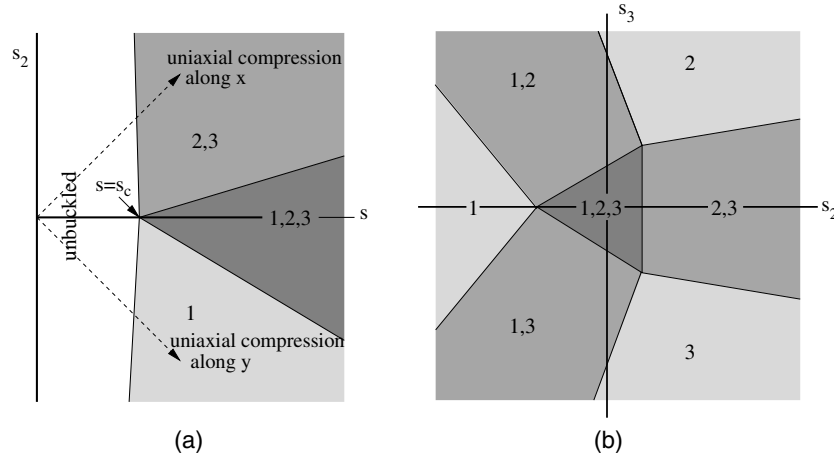 s₂
uniaxial compression
along x
2,3
s=s_c
unbuckled
1,2,3
s
1
uniaxial compression
along y
(a)
s₃
1,2
2
1
1,2,3
2,3
s₂
1,3
3
(b)